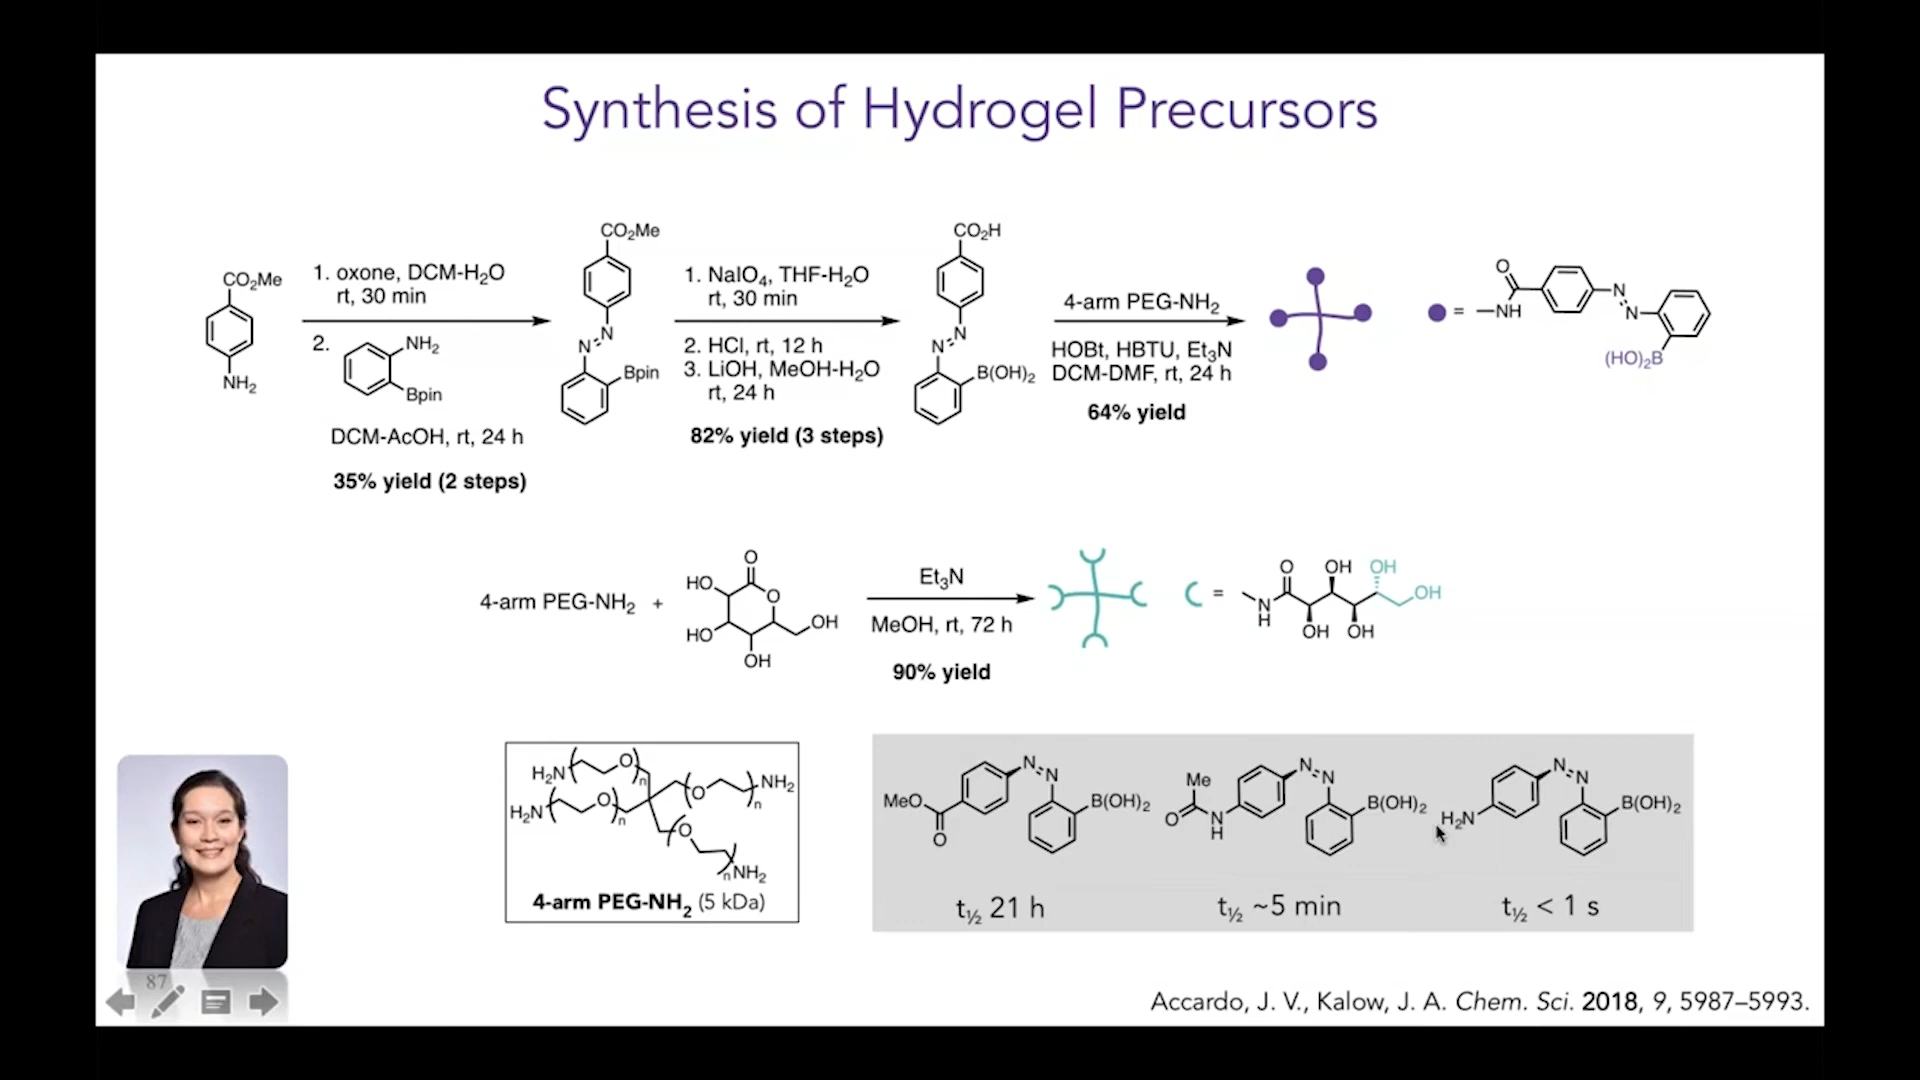 Synthesis of Hydrogel Precursors
CO₂Me
NH₂
1. oxone, DCM-H₂O
rt, 30 min
2.
NH₂
Bpin
DCM-AcOH, rt, 24 h
35% yield (2 steps)
CO₂Me
N
N
Bpin
1. NaIO₄, THF-H₂O
rt, 30 min
2. HCl, rt, 12 h
3. LiOH, MeOH-H₂O
rt, 24 h
82% yield (3 steps)
CO₂H
N
N
B(OH)₂
4-arm PEG-NH₂
HOBt, HBTU, Et₃N
DCM-DMF, rt, 24 h
64% yield
=
O
NH
N
N
(HO)₂B
4-arm PEG-NH₂ +
O
HO
O
HO
OH
OH
Et₃N
MeOH, rt, 72 h
90% yield
=
O OH OH
N
H
OH
OH OH
H₂N O n
O NH₂ n
H₂N O n
O n NH₂
4-arm PEG-NH₂ (5 kDa)
N
N
MeO
O
B(OH)₂
t½ 21 h
N
N
Me
O
N
H
B(OH)₂
t½ ~5 min
N
N
H₂N
B(OH)₂
t½ < 1 s
87
Accardo, J. V., Kalow, J. A. Chem. Sci. 2018, 9, 5987–5993.